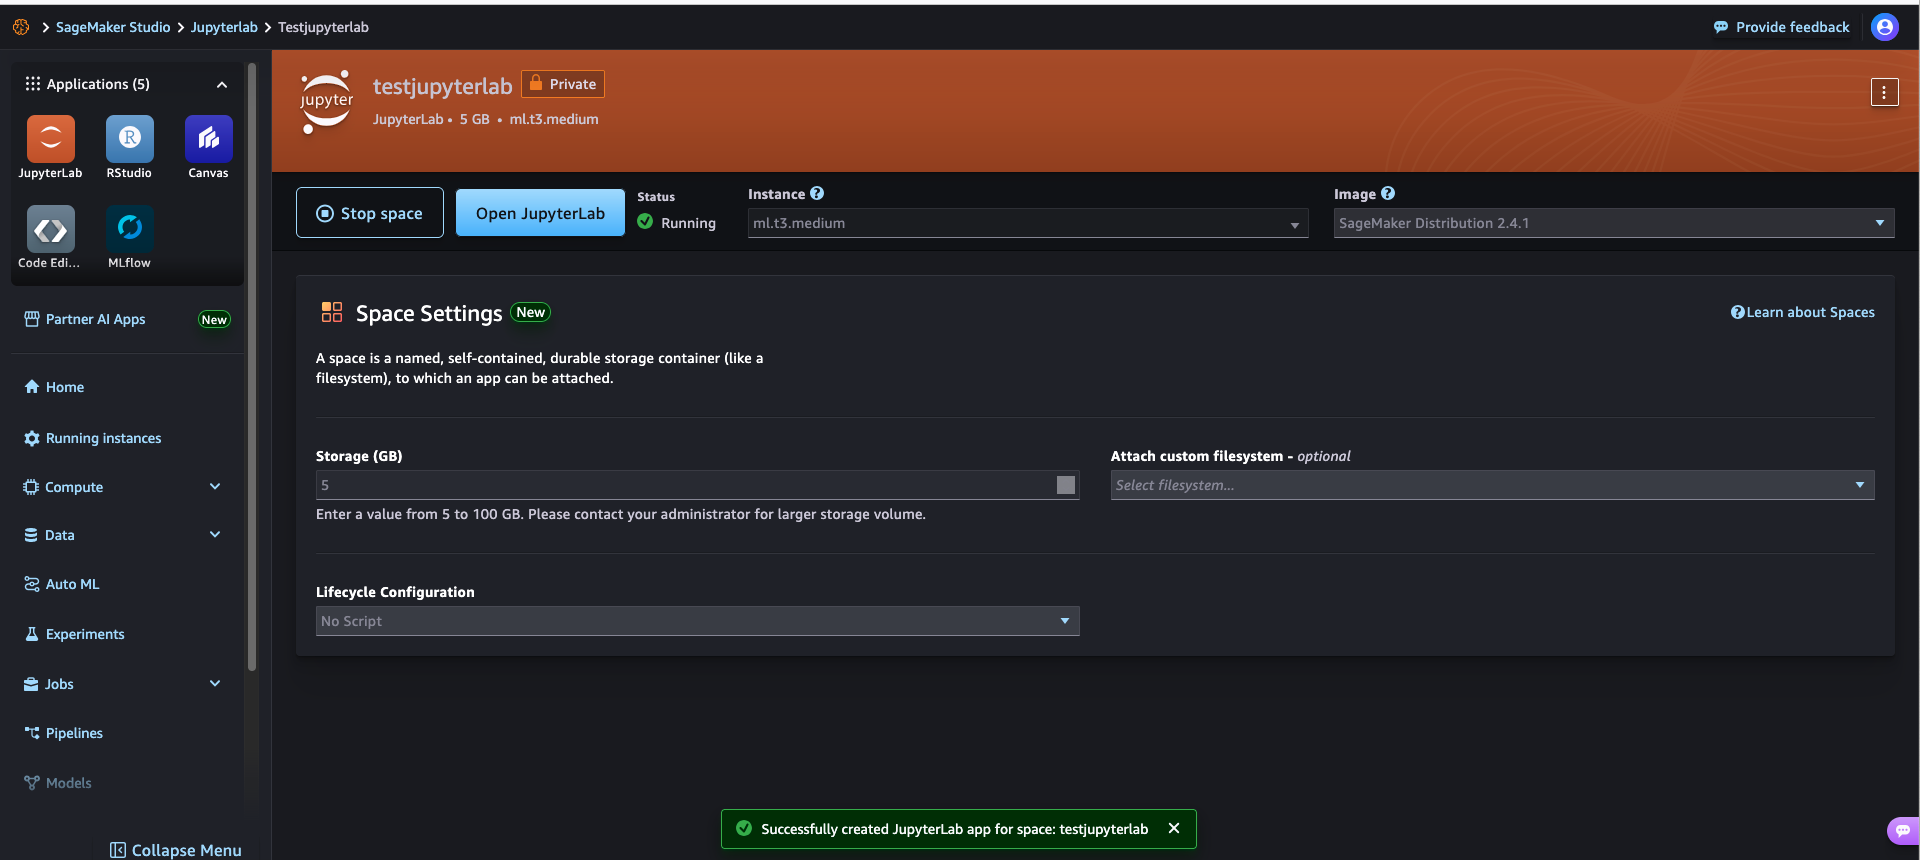 SageMaker Studio > Jupyterlab > Testjupyterlab
Provide feedback
Applications (5)
JupyterLab
RStudio
Canvas
Code Edi...
MLflow
Partner AI Apps New
Home
Running instances
Compute
Data
Auto ML
Experiments
Jobs
Pipelines
Models
Collapse Menu
jupyter
testjupyterlab Private
JupyterLab • 5 GB • ml.t3.medium
Stop space
Open JupyterLab
Status
Running
Instance
ml.t3.medium
Image
SageMaker Distribution 2.4.1
Space Settings New
Learn about Spaces
A space is a named, self-contained, durable storage container (like a
filesystem), to which an app can be attached.
Storage (GB)
5
Enter a value from 5 to 100 GB. Please contact your administrator for larger storage volume.
Attach custom filesystem - optional
Select filesystem...
Lifecycle Configuration
No Script
Successfully created JupyterLab app for space: testjupyterlab